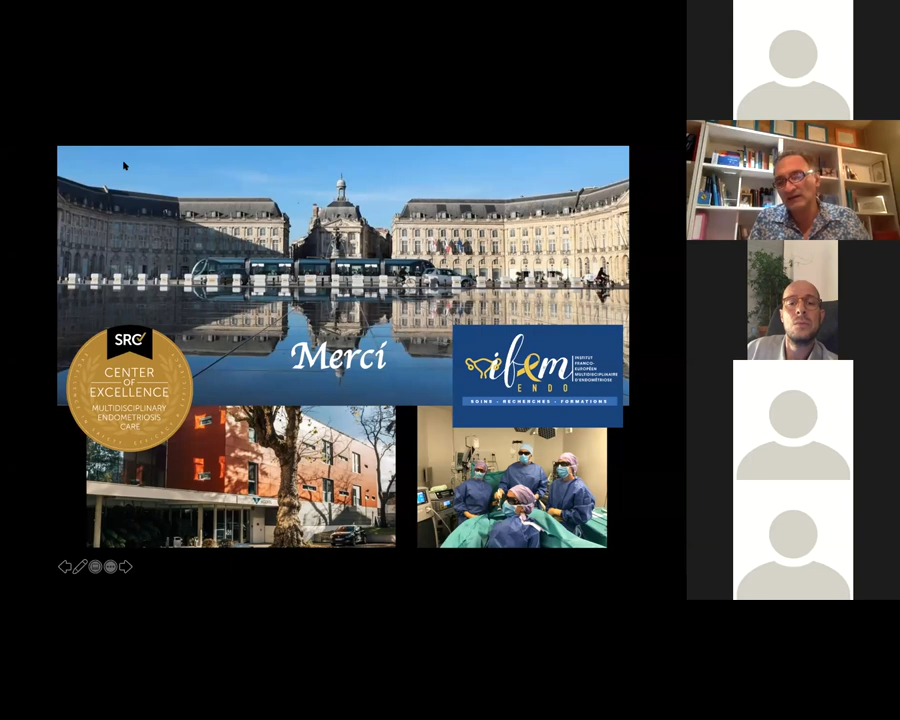 Merci
SRC
CENTER
OF
EXCELLENCE
MULTIDISCIPLINARY
ENDOMETRIOSIS
CARE
ifem
ENDO
INSTITUT
FRANCO-
EUROPÉEN
MULTIDISCIPLINAIRE
D'ENDOMÉTRIOSE
SOINS - RECHERCHES - FORMATIONS